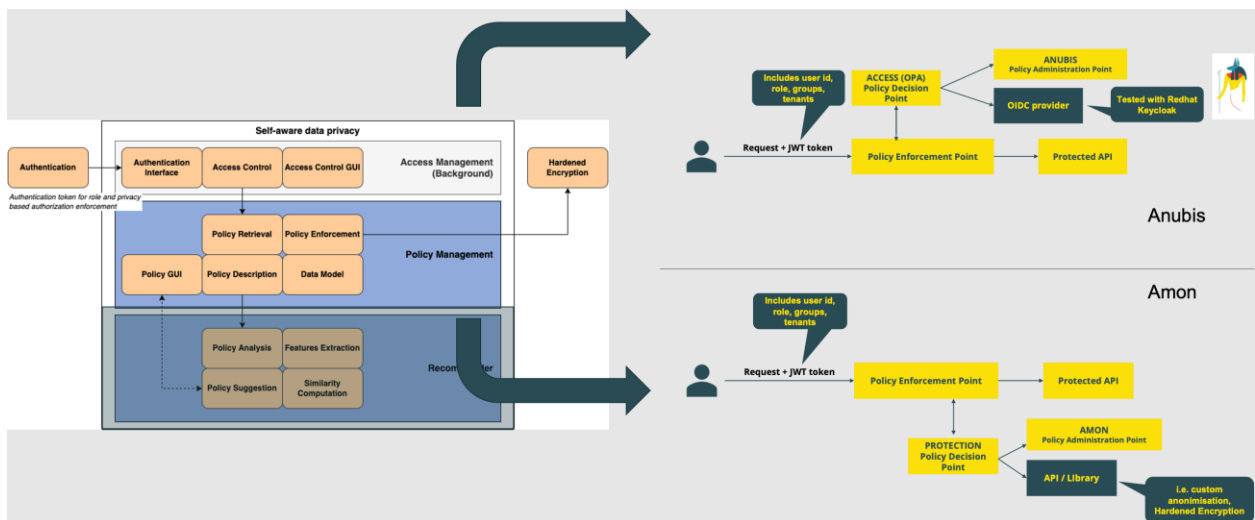 Self-aware data privacy
Authentication
Authentication
Interface
Access Control
Access Control GUI
Access Management
(Background)
Hardened
Encryption
Authentication token for role and privacy
based authorization enforcement
Policy Retrieval
Policy Enforcement
Policy Management
Policy GUI
Policy Description
Data Model
Policy Analysis
Features Extraction
Policy Suggestion
Similarity
Computation
Includes user id,
role, groups,
tenants
ACCESS (OPA)
Policy Decision
Point
ANUBIS
Policy Administration Point
OIDC provider
Tested with Redhat
Keycloak
Request + JWT token
Policy Enforcement Point
Protected API
Anubis
Amon
Includes user id,
role, groups,
tenants
Request + JWT token
Policy Enforcement Point
Protected API
PROTECTION
Policy Decision
Point
AMON
Policy Administration Point
API / Library
i.e. custom
anonimisation,
Hardened Encryption